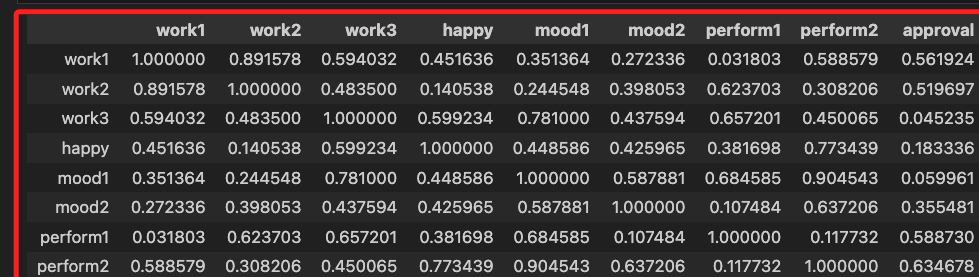 work1 work2 work3 happy mood1 mood2 perform1 perform2 approval
work1 1.000000 0.891578 0.594032 0.451636 0.351364 0.272336 0.031803 0.588579 0.561924
work2 0.891578 1.000000 0.483500 0.140538 0.244548 0.398053 0.623703 0.308206 0.519697
work3 0.594032 0.483500 1.000000 0.599234 0.781000 0.437594 0.657201 0.450065 0.045235
happy 0.451636 0.140538 0.599234 1.000000 0.448586 0.425965 0.381698 0.773439 0.183336
mood1 0.351364 0.244548 0.781000 0.448586 1.000000 0.587881 0.684585 0.904543 0.059961
mood2 0.272336 0.398053 0.437594 0.425965 0.587881 1.000000 0.107484 0.637206 0.355481
perform1 0.031803 0.623703 0.657201 0.381698 0.684585 0.107484 1.000000 0.117732 0.588730
perform2 0.588579 0.308206 0.450065 0.773439 0.904543 0.637206 0.117732 1.000000 0.634679